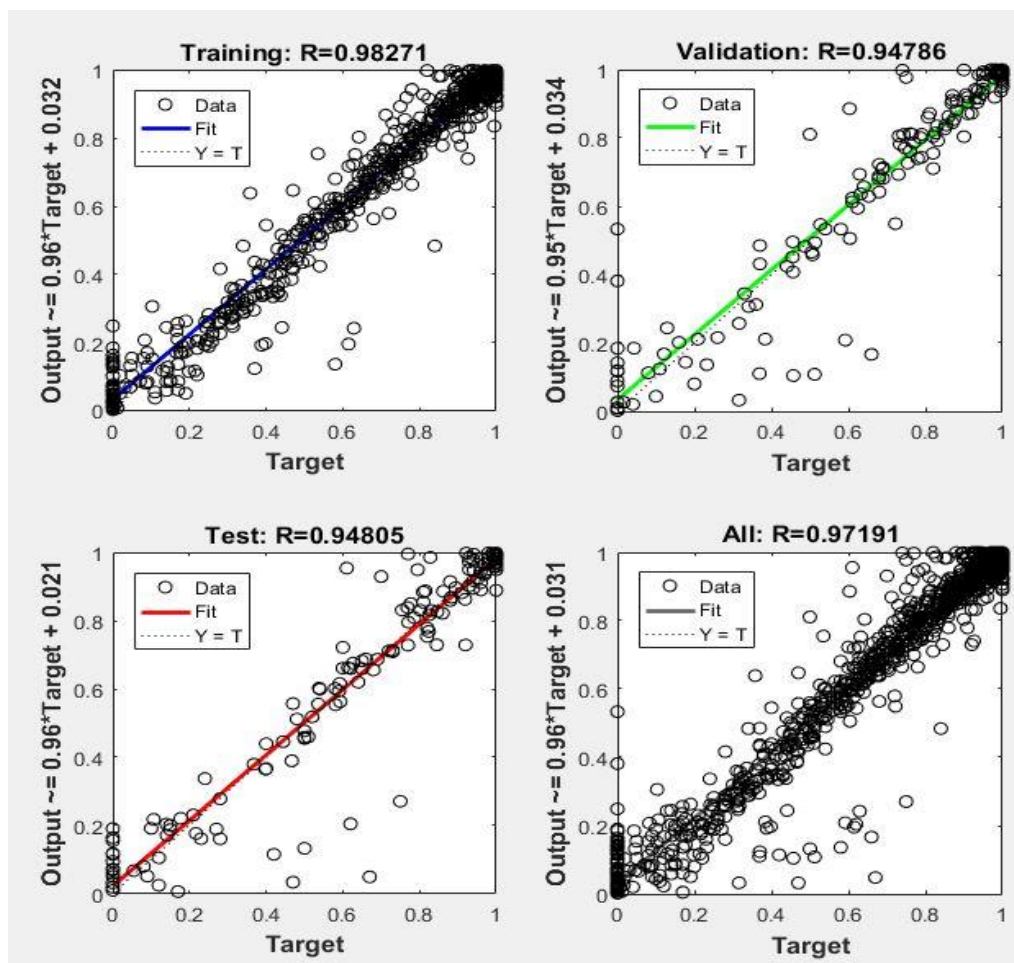 Training: R=0.98271
Output ~= 0.96*Target + 0.032
1
0.8
0.6
0.4
0.2
0
Data
Fit
Y = T
0 0.2 0.4 0.6 0.8 1
Target
Validation: R=0.94786
Output ~= 0.95*Target + 0.034
1
0.8
0.6
0.4
0.2
0
Data
Fit
Y = T
0 0.2 0.4 0.6 0.8 1
Target
Test: R=0.94805
Output ~= 0.96*Target + 0.021
1
0.8
0.6
0.4
0.2
0
Data
Fit
Y = T
0 0.2 0.4 0.6 0.8 1
Target
All: R=0.97191
Output ~= 0.96*Target + 0.031
1
0.8
0.6
0.4
0.2
0
Data
Fit
Y = T
0 0.2 0.4 0.6 0.8 1
Target